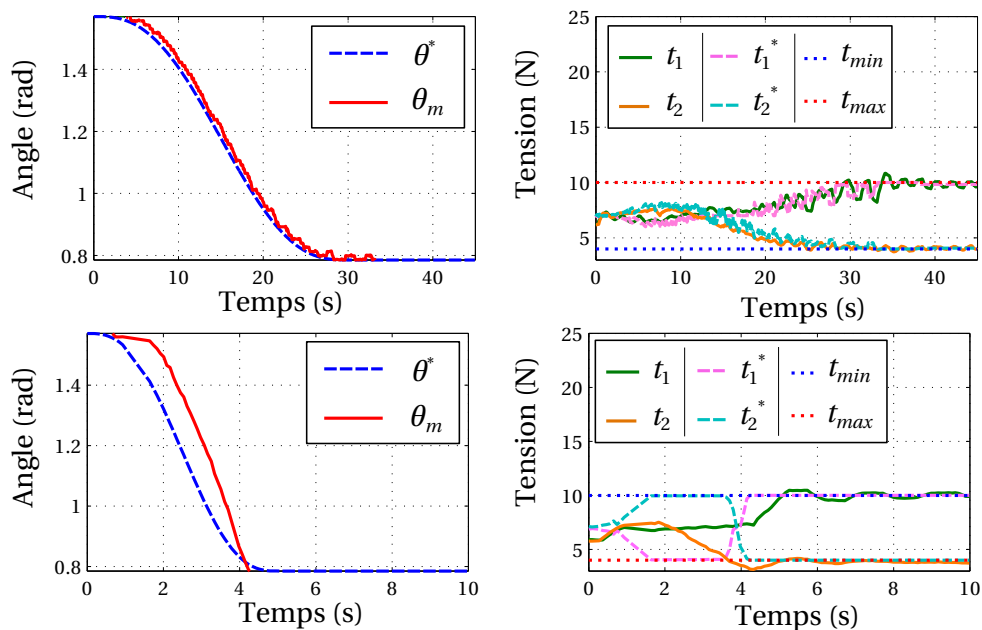 Angle (rad)
1.4
1.2
1
0.8
0 10 20 30 40
Temps (s)
θ*
θm
Tension (N)
25
20
15
10
5
0 10 20 30 40
Temps (s)
t1 t1* tmin
t2 t2* tmax
Angle (rad)
1.4
1.2
1
0.8
0 2 4 6 8 10
Temps (s)
θ*
θm
Tension (N)
25
20
15
10
5
0 2 4 6 8 10
Temps (s)
t1 t1* tmin
t2 t2* tmax